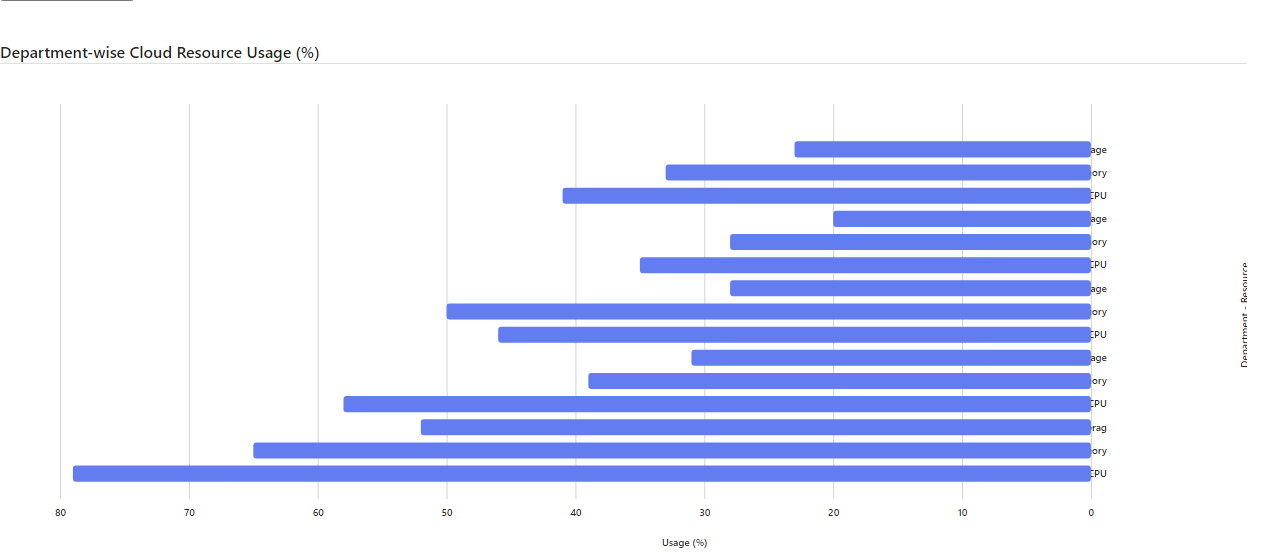 Department-wise Cloud Resource Usage (%)
age
ory
CPU
age
ory
CPU
age
ory
CPU
age
ory
CPU
rag
ory
CPU
Department - Resource
80 70 60 50 40 30 20 10 0
Usage (%)